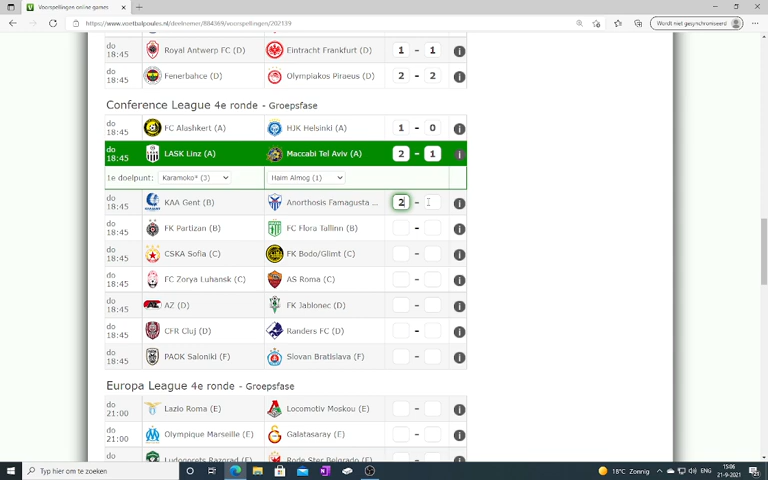 Voorspellingen online games
https://www.voetbalpoules.nl/deelnemer/884369/voorspellingen/202139
Wordt niet gesynchroniseerd
do 18:45 Royal Antwerp FC (D) Eintracht Frankfurt (D) 1 - 1
do 18:45 Fenerbahce (D) Olympiakos Piraeus (D) 2 - 2
Conference League 4e ronde - Groepsfase
do 18:45 FC Alashkert (A) HJK Helsinki (A) 1 - 0
do 18:45 LASK Linz (A) Maccabi Tel Aviv (A) 2 - 1
1e doelpunt: Karamoko* (3) Haim Almog (1)
do 18:45 KAA Gent (B) Anorthosis Famagusta ... 2 -
do 18:45 FK Partizan (B) FC Flora Tallinn (B) -
do 18:45 CSKA Sofia (C) FK Bodo/Glimt (C) -
do 18:45 FC Zorya Luhansk (C) AS Roma (C) -
do 18:45 AZ (D) FK Jablonec (D) -
do 18:45 CFR Cluj (D) Randers FC (D) -
do 18:45 PAOK Saloniki (F) Slovan Bratislava (F) -
Europa League 4e ronde - Groepsfase
do 21:00 Lazio Roma (E) Locomotiv Moskou (E) -
do 21:00 Olympique Marseille (E) Galatasaray (E) -
do Ludogorets Razgrad (F) Rode Ster Belgrado (F)
Typ hier om te zoeken
18°C Zonnig
ENG
15:06
21-9-2021